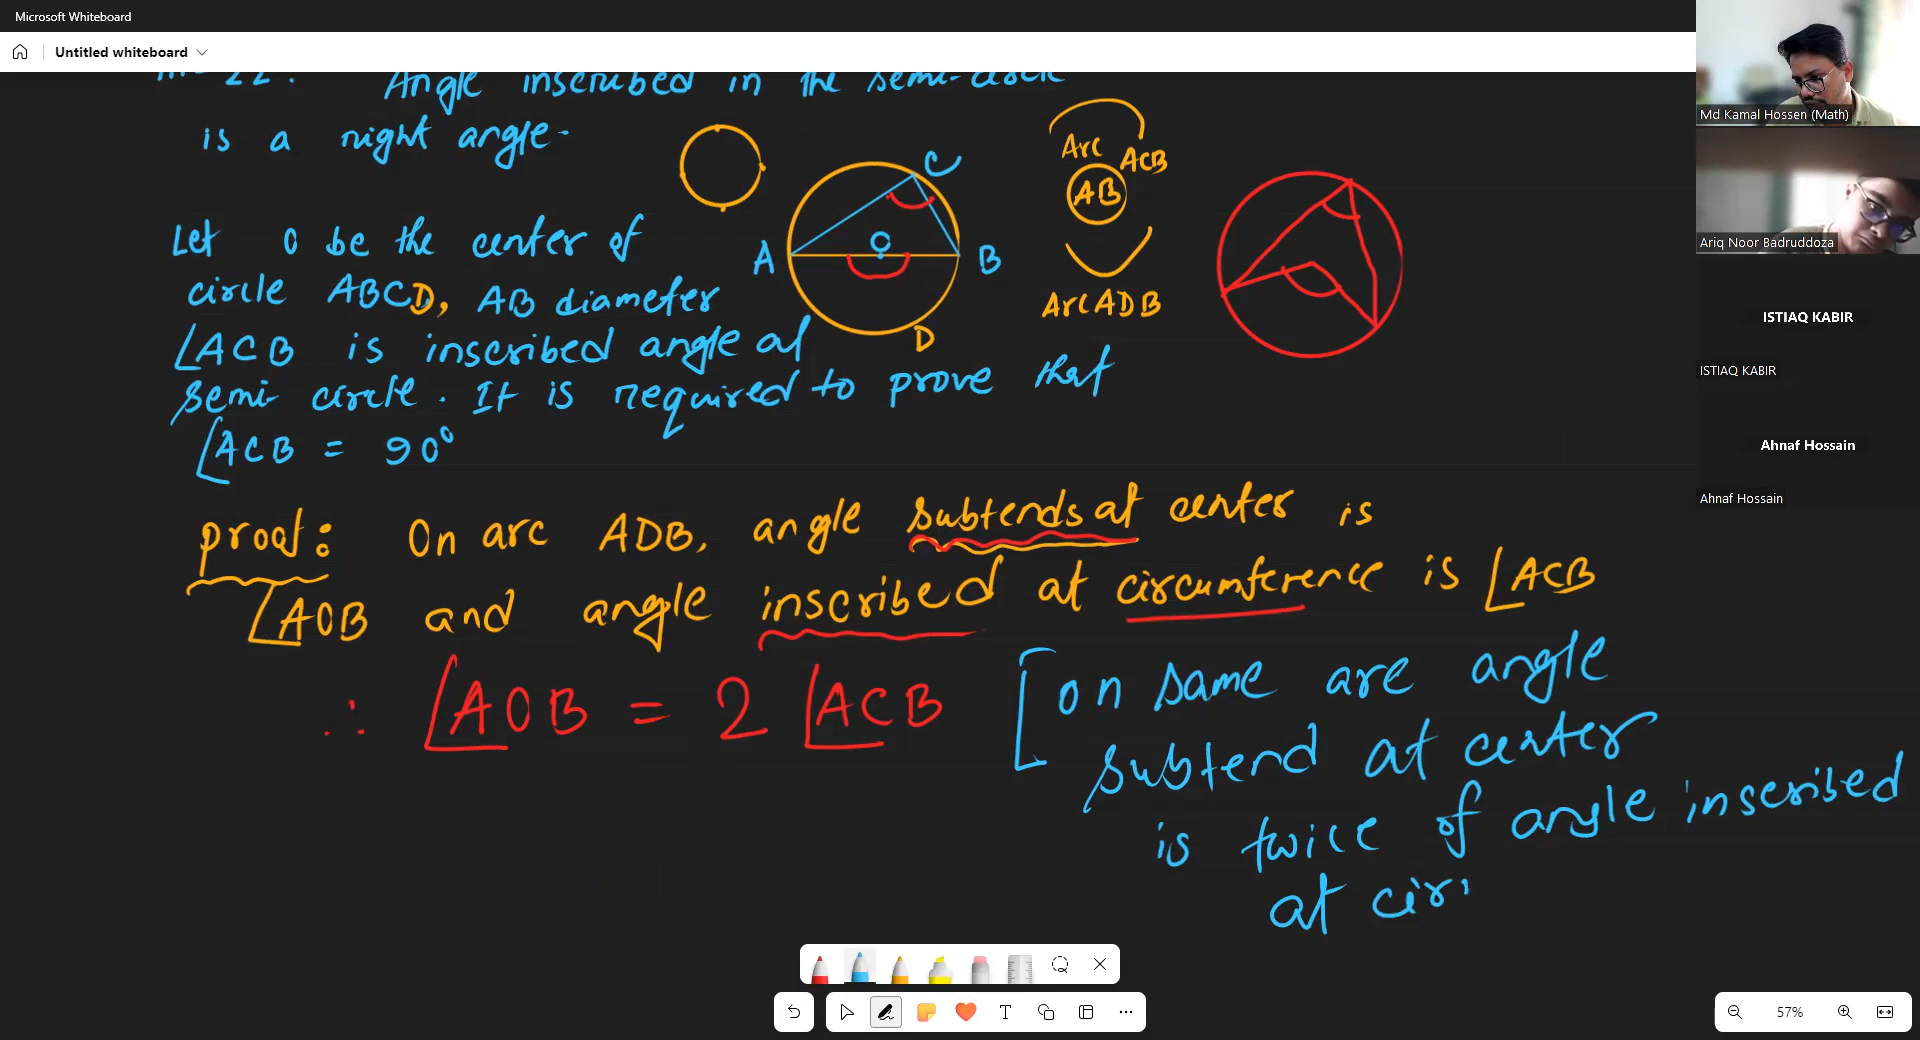 Microsoft Whiteboard
Untitled whiteboard
22. Angle inscribed in the semi-circle
is a right angle.
Let O be the center of
circle ABCD, AB diameter
∠ACB is inscribed angle at
semi circle. It is required to prove that
∠ACB = 90°
A
B
C
D
O
Arc ACB
AB
Arc ADB
proof: On arc ADB, angle subtends at center is
∠AOB and angle inscribed at circumference is ∠ACB
∴ ∠AOB = 2 ∠ACB
[on same arc angle
subtend at center
is twice of angle inscribed
at cir
Md Kamal Hossen (Math)
Ariq Noor Badruddoza
ISTIAQ KABIR
ISTIAQ KABIR
Ahnaf Hossain
Ahnaf Hossain
57%